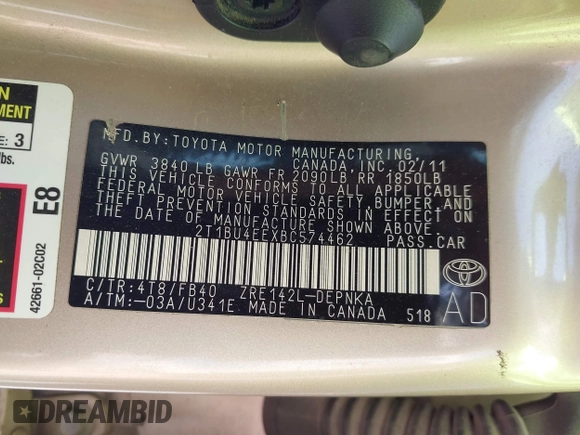 MFD.BY:TOYOTA MOTOR MANUFACTURING,
CANADA INC. 02/11
GVWR 3840LB GAWR FR 2090LB RR 1850LB
THIS VEHICLE CONFORMS TO ALL APPLICABLE
FEDERAL MOTOR VEHICLE SAFETY, BUMPER, AND
THEFT PREVENTION STANDARDS IN EFFECT ON
THE DATE OF MANUFACTURE SHOWN ABOVE.
2T1BU4EEXBC574462 PASS.CAR
C/TR:4T8/FB40 ZRE142L-DEPNKA
A/TM:-03A/U341E MADE IN CANADA 518
TOYOTA
AD
N
MENT
E: 3
lbs.
E8
42661-02C02
DREAMBID